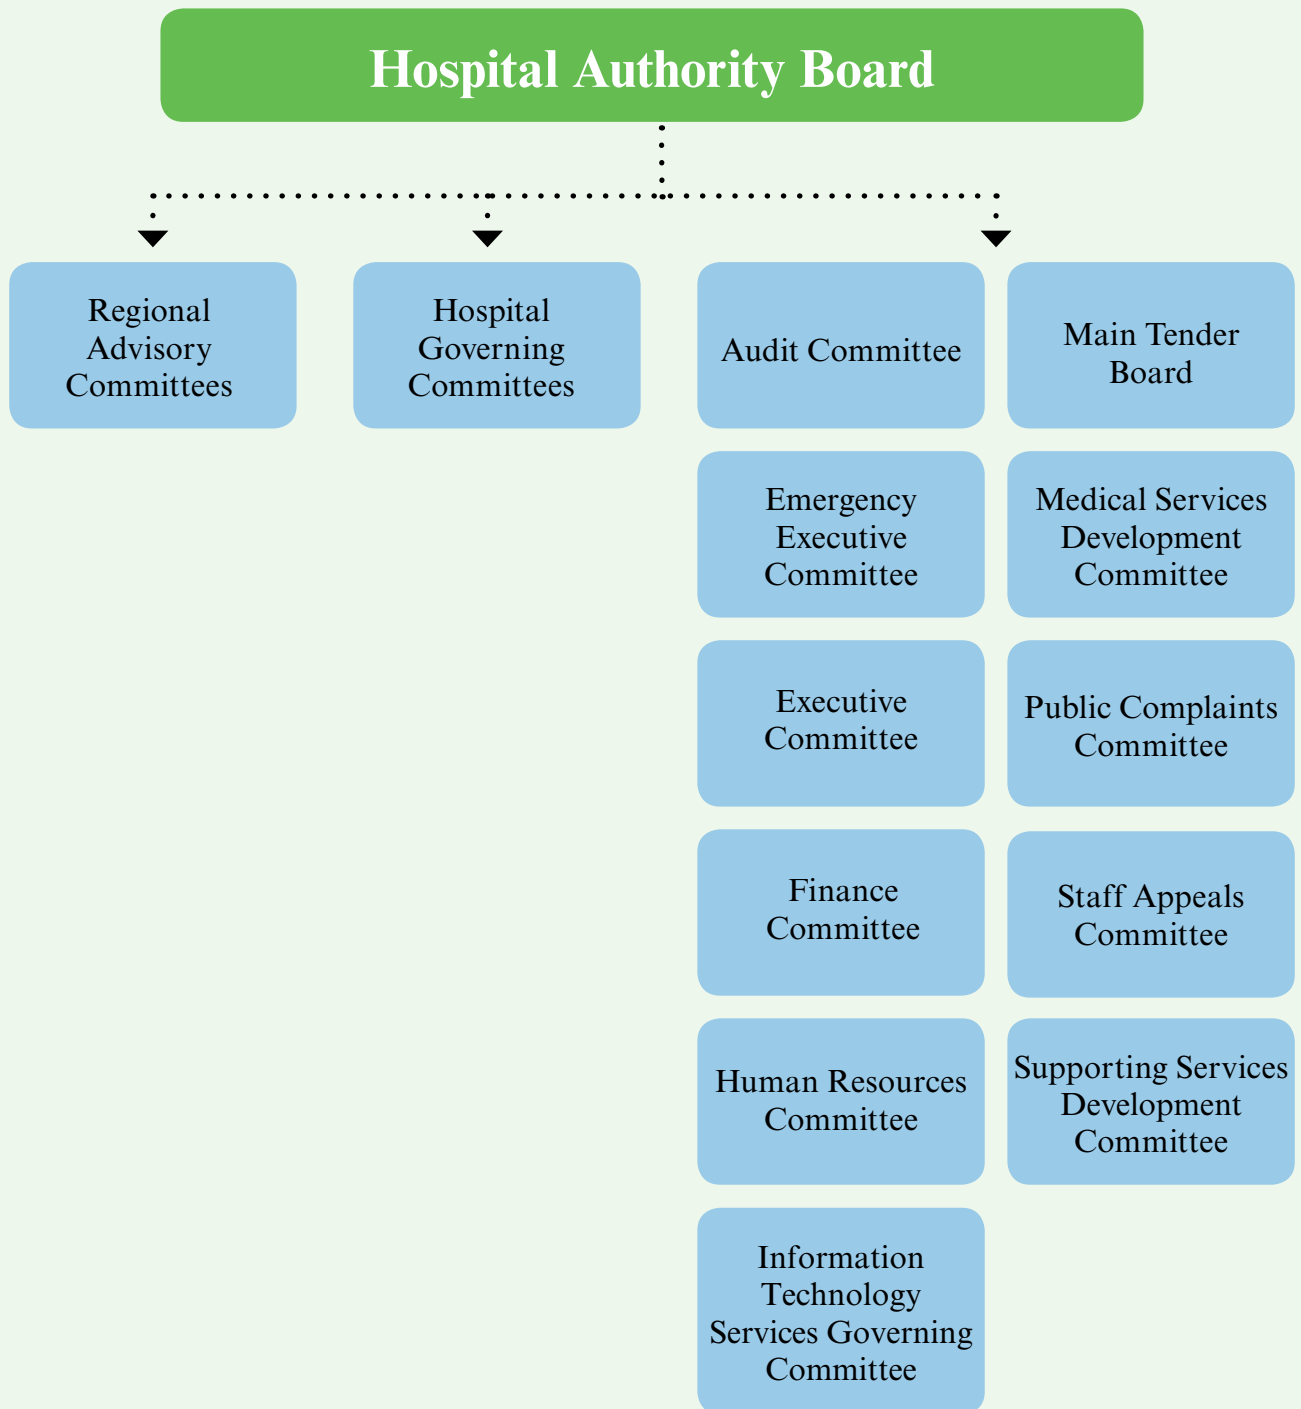 Hospital Authority Board
Regional
Advisory
Committees
Hospital
Governing
Committees
Audit Committee
Main Tender
Board
Emergency
Executive
Committee
Medical Services
Development
Committee
Executive
Committee
Public Complaints
Committee
Finance
Committee
Staff Appeals
Committee
Human Resources
Committee
Supporting Services
Development
Committee
Information
Technology
Services Governing
Committee